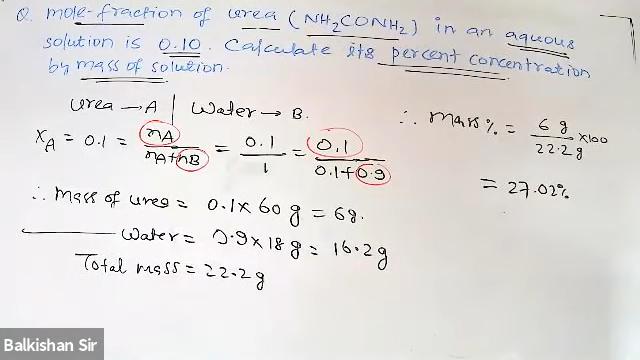 Q. mole-fraction of urea (NH₂CONH₂) in an aquous
solution is 0.10. Calculate its percent concentration
by mass of solution.
Urea → A | Water → B.
X_A = 0.1 = nA / (nA+nB) = 0.1 / 1 = 0.1 / (0.1+0.9)
∴ Mass of urea = 0.1 × 60 g = 6g.
—— Water = 0.9 × 18 g = 16.2 g
Total mass = 22.2 g
∴ Mass % = 6 g / 22.2 g × 100
= 27.02%
Balkishan Sir